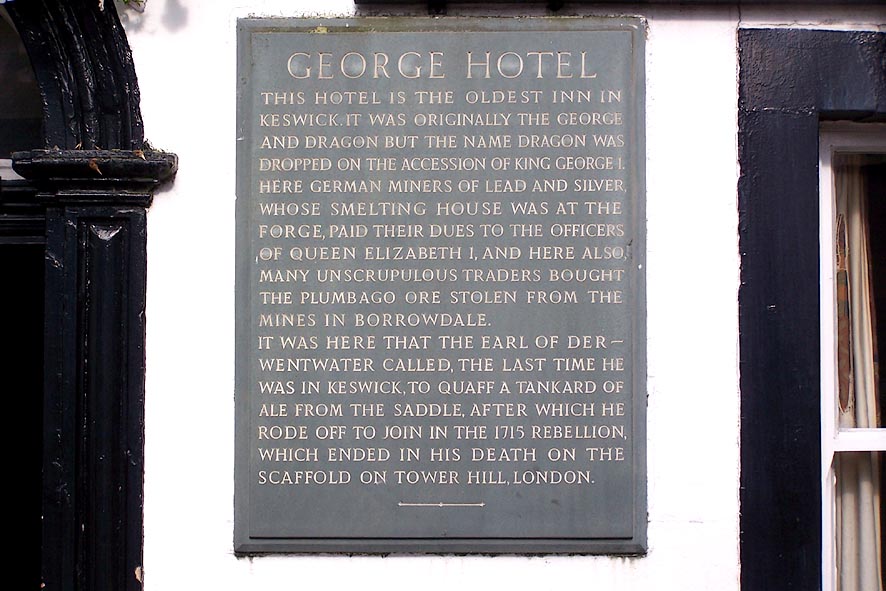 GEORGE HOTEL
THIS HOTEL IS THE OLDEST INN IN
KESWICK. IT WAS ORIGINALLY THE GEORGE
AND DRAGON BUT THE NAME DRAGON WAS
DROPPED ON THE ACCESSION OF KING GEORGE I.
HERE GERMAN MINERS OF LEAD AND SILVER,
WHOSE SMELTING HOUSE WAS AT THE
FORGE, PAID THEIR DUES TO THE OFFICERS
OF QUEEN ELIZABETH I, AND HERE ALSO,
MANY UNSCRUPULOUS TRADERS BOUGHT
THE PLUMBAGO ORE STOLEN FROM THE
MINES IN BORROWDALE.
IT WAS HERE THAT THE EARL OF DER–
WENTWATER CALLED, THE LAST TIME HE
WAS IN KESWICK, TO QUAFF A TANKARD OF
ALE FROM THE SADDLE, AFTER WHICH HE
RODE OFF TO JOIN IN THE 1715 REBELLION,
WHICH ENDED IN HIS DEATH ON THE
SCAFFOLD ON TOWER HILL, LONDON.